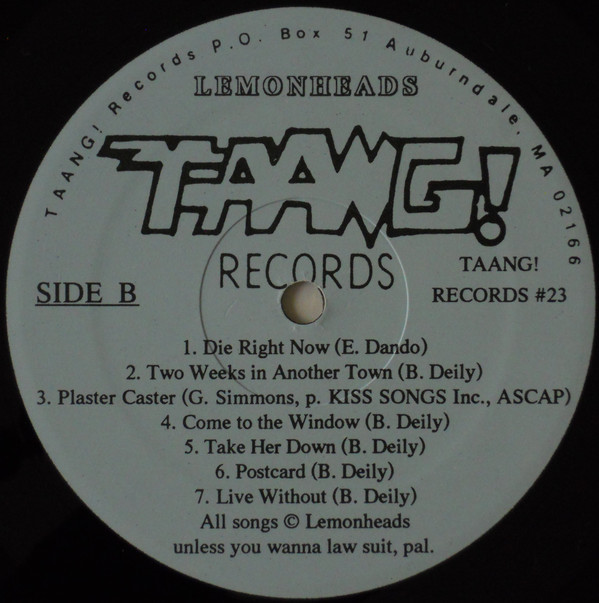 TAANG! Records P.O. Box 51 Auburndale, MA 02166
LEMONHEADS
TAANG!
RECORDS
SIDE B
TAANG!
RECORDS #23
1. Die Right Now (E. Dando)
2. Two Weeks in Another Town (B. Deily)
3. Plaster Caster (G. Simmons, p. KISS SONGS Inc., ASCAP)
4. Come to the Window (B. Deily)
5. Take Her Down (B. Deily)
6. Postcard (B. Deily)
7. Live Without (B. Deily)
All songs © Lemonheads
unless you wanna law suit, pal.